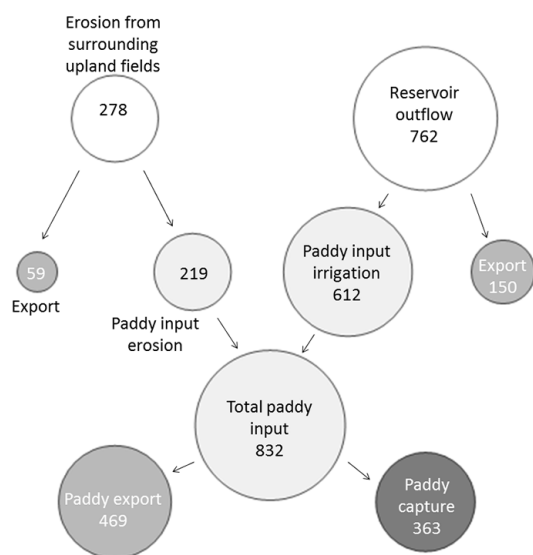 Erosion from
surrounding
upland fields
278
Reservoir
outflow
762
59
Export
219
Paddy input
erosion
Paddy input
irrigation
612
Export
150
Total paddy
input
832
Paddy export
469
Paddy
capture
363